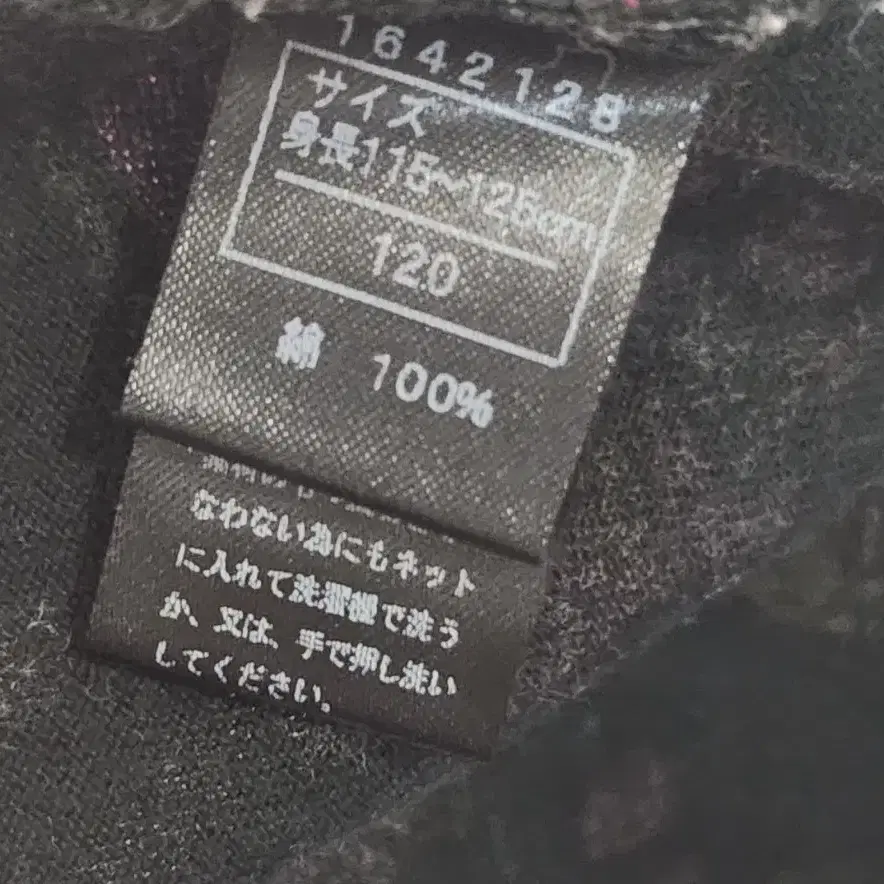 1642128
サイズ
身長115~125cm
120
綿 100%
なわない為にもネット
に入れて洗濯機で洗う
か、又は、手で押し洗い
してください。